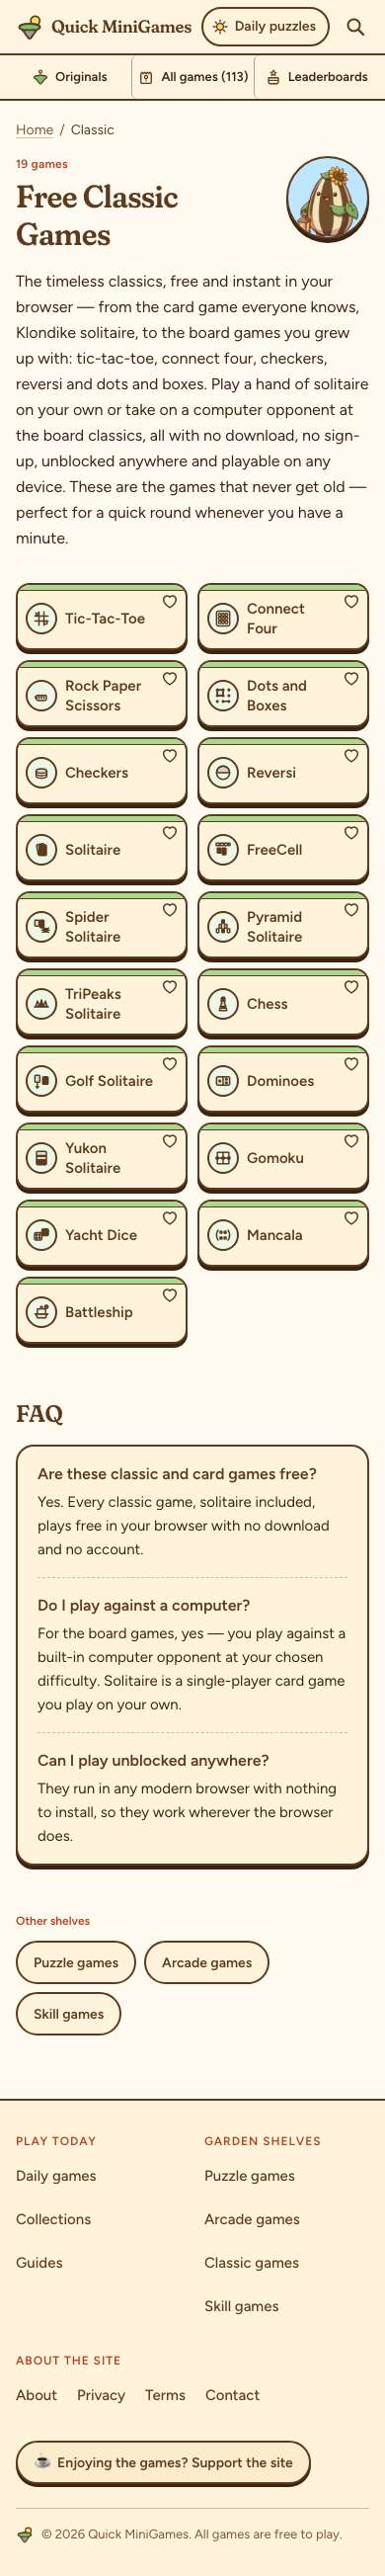 Quick MiniGames
Daily puzzles
Originals
All games (113)
Leaderboards
Home / Classic
19 games
Free Classic
Games
The timeless classics, free and instant in your
browser — from the card game everyone knows,
Klondike solitaire, to the board games you grew
up with: tic-tac-toe, connect four, checkers,
reversi and dots and boxes. Play a hand of solitaire
on your own or take on a computer opponent at
the board classics, all with no download, no sign-
up, unblocked anywhere and playable on any
device. These are the games that never get old —
perfect for a quick round whenever you have a
minute.
Tic-Tac-Toe
Connect
Four
Rock Paper
Scissors
Dots and
Boxes
Checkers
Reversi
Solitaire
FreeCell
Spider
Solitaire
Pyramid
Solitaire
TriPeaks
Solitaire
Chess
Golf Solitaire
Dominoes
Yukon
Solitaire
Gomoku
Yacht Dice
Mancala
Battleship
FAQ
Are these classic and card games free?
Yes. Every classic game, solitaire included,
plays free in your browser with no download
and no account.
Do I play against a computer?
For the board games, yes — you play against a
built-in computer opponent at your chosen
difficulty. Solitaire is a single-player card game
you play on your own.
Can I play unblocked anywhere?
They run in any modern browser with nothing
to install, so they work wherever the browser
does.
Other shelves
Puzzle games
Arcade games
Skill games
PLAY TODAY
Daily games
Collections
Guides
GARDEN SHELVES
Puzzle games
Arcade games
Classic games
Skill games
ABOUT THE SITE
About
Privacy
Terms
Contact
Enjoying the games? Support the site
© 2026 Quick MiniGames. All games are free to play.